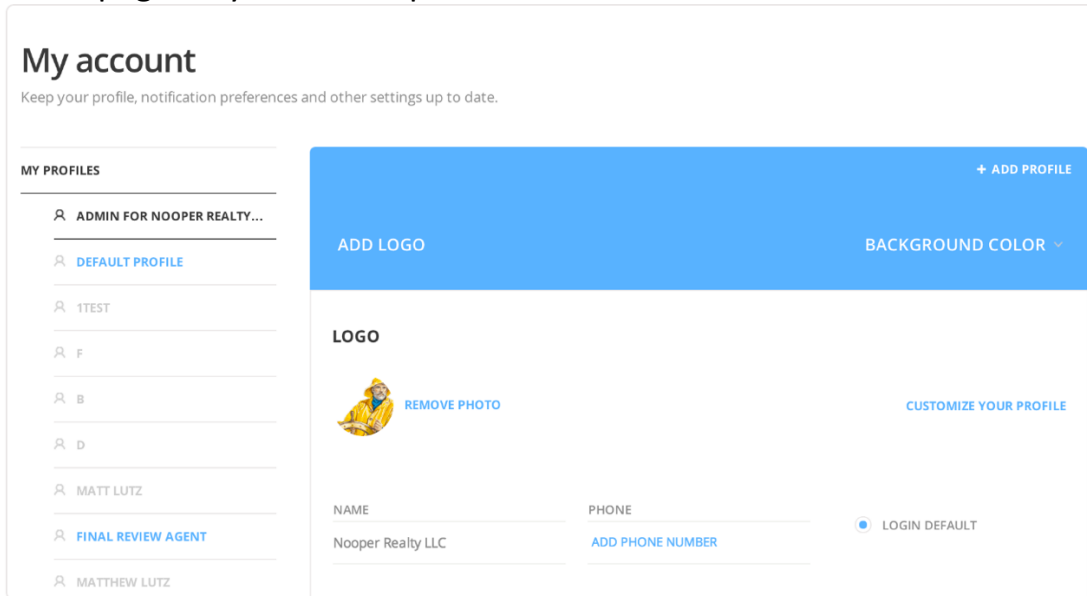 My account
Keep your profile, notification preferences and other settings up to date.
MY PROFILES
ADMIN FOR NOOPER REALTY...
DEFAULT PROFILE
1TEST
F
B
D
MATT LUTZ
FINAL REVIEW AGENT
MATTHEW LUTZ
+ ADD PROFILE
ADD LOGO
BACKGROUND COLOR
LOGO
REMOVE PHOTO
CUSTOMIZE YOUR PROFILE
NAME
Nooper Realty LLC
PHONE
ADD PHONE NUMBER
LOGIN DEFAULT